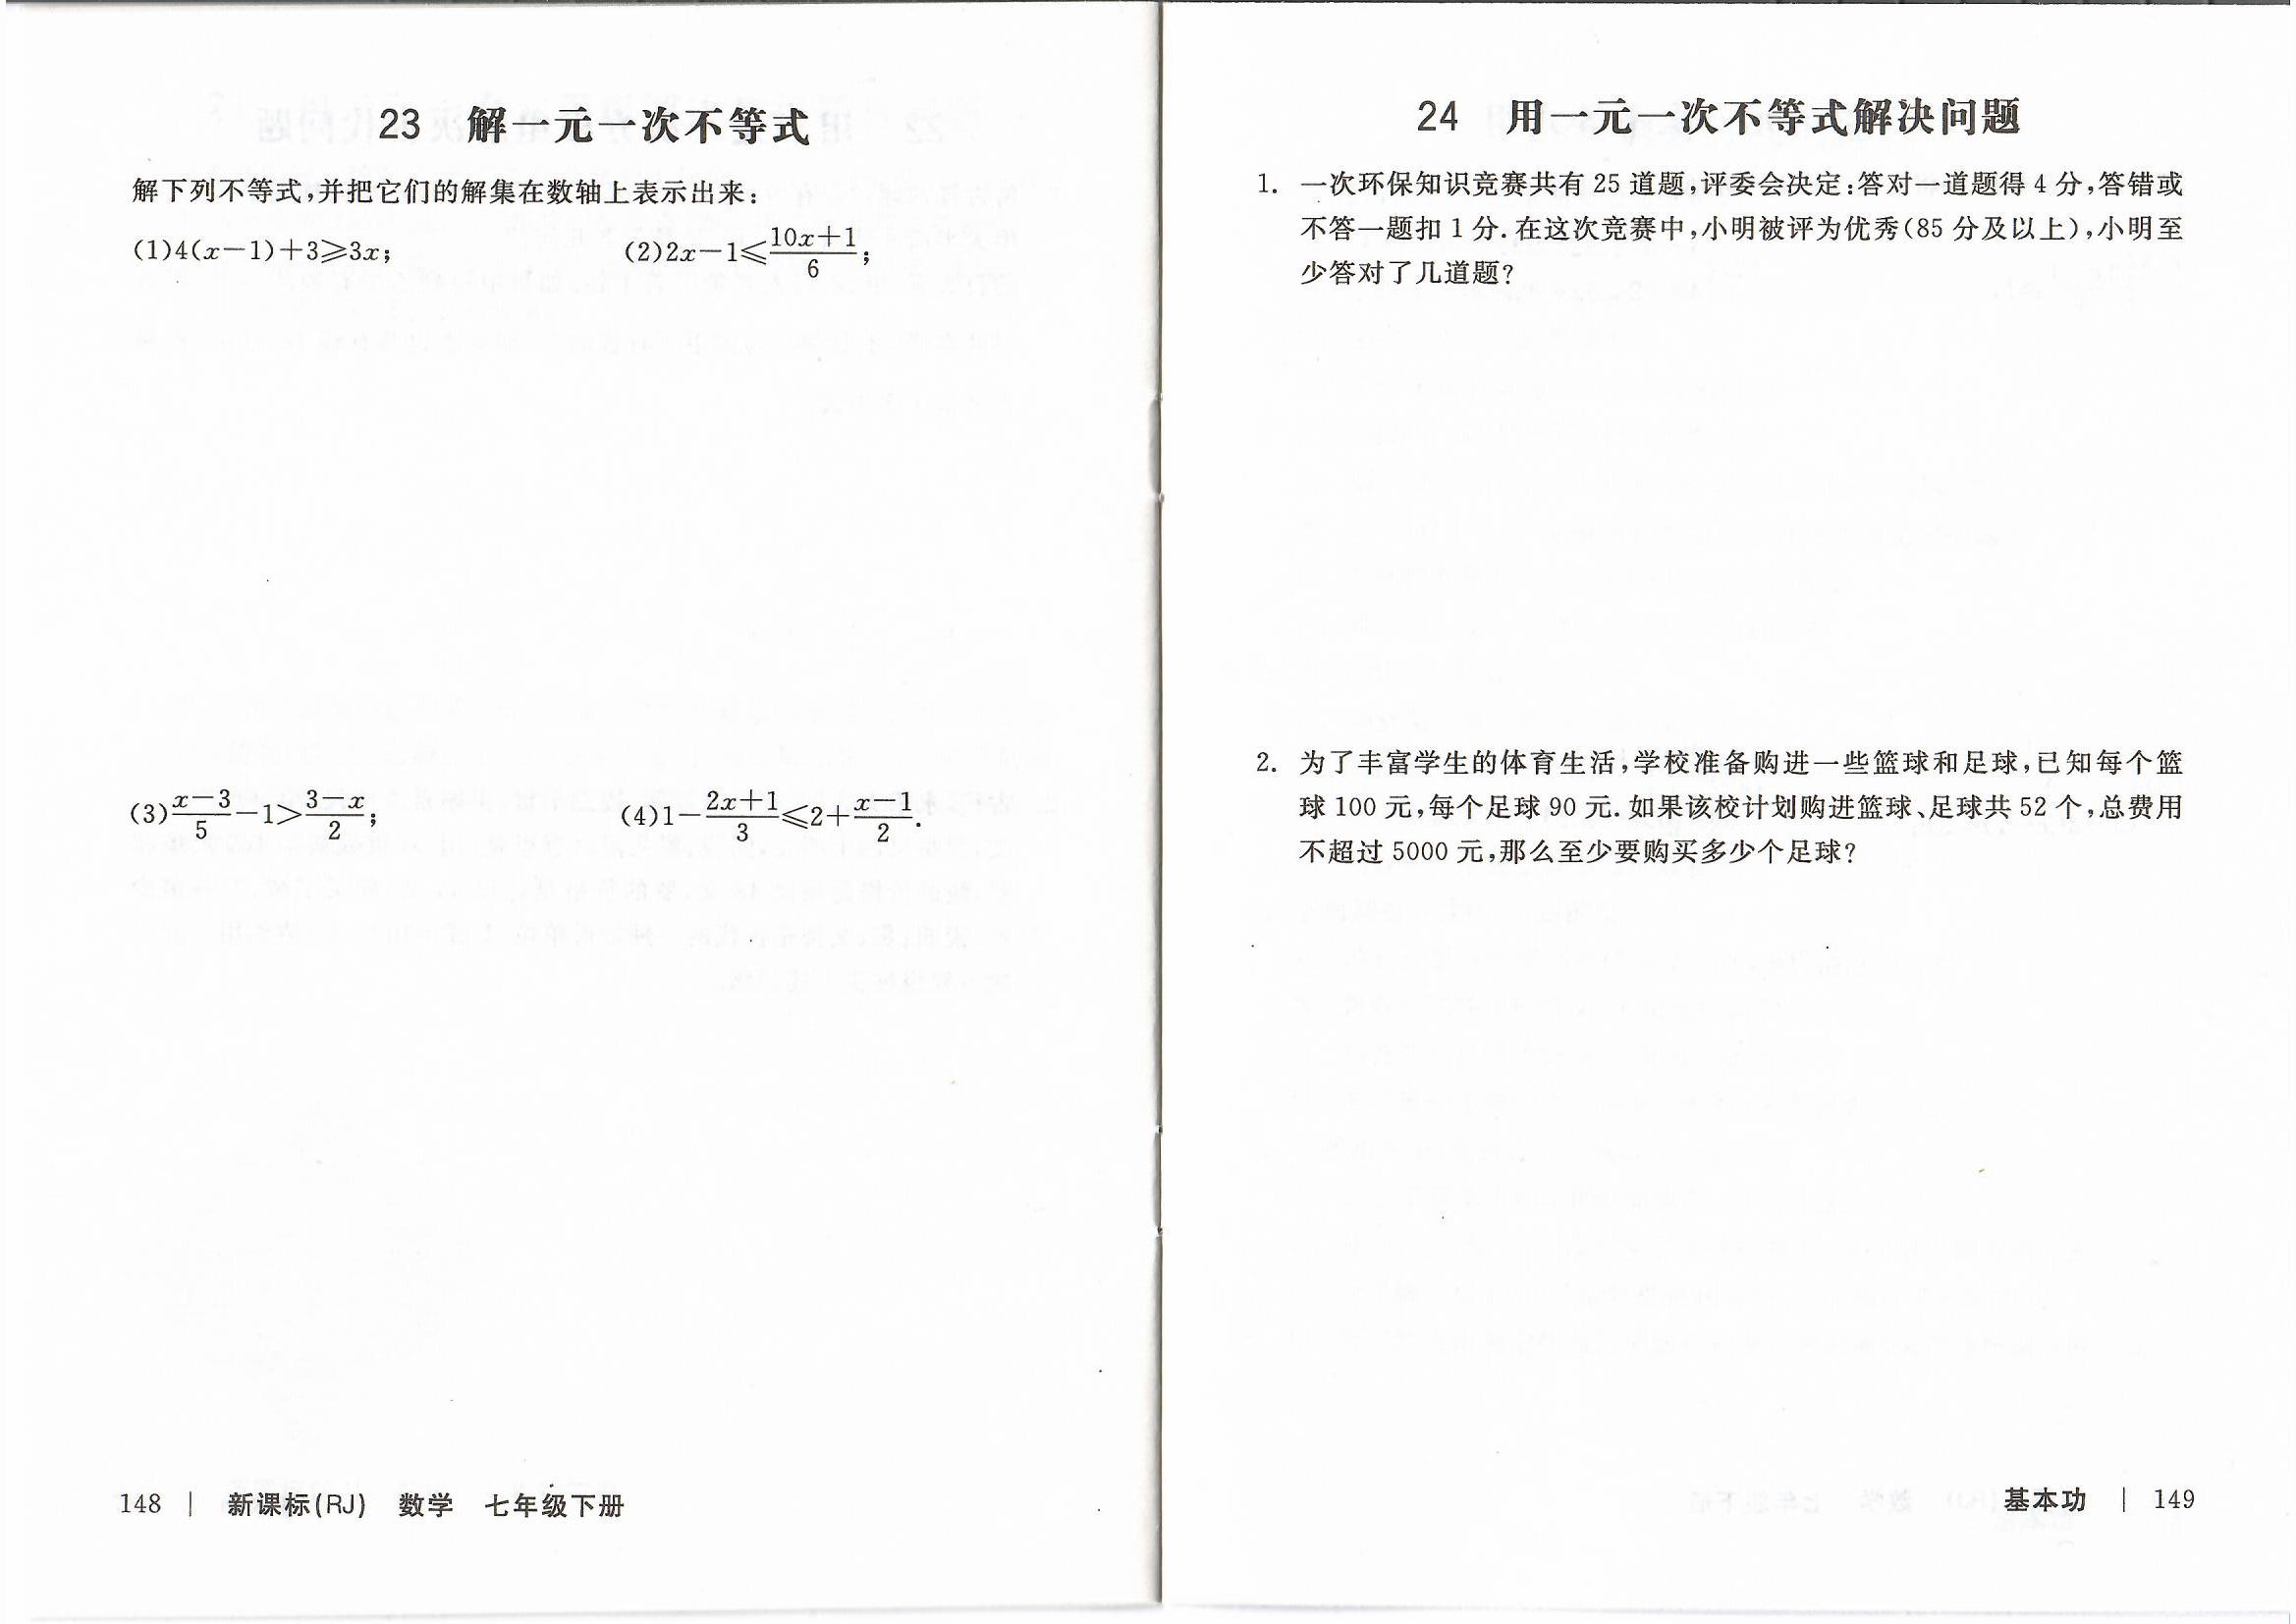 23 解一元一次不等式
解下列不等式,并把它们的解集在数轴上表示出来:
(1)4(x-1)+3⩾3x;
(2)2x-1⩽\frac{10x+1}{6};
(3)\frac{x-3}{5}-1>\frac{3-x}{2};
(4)1-\frac{2x+1}{3}⩽2+\frac{x-1}{2}.
148 | 新课标(RJ) 数学 七年级下册
24 用一元一次不等式解决问题
1. 一次环保知识竞赛共有 25 道题,评委会决定:答对一道题得 4 分,答错或
不答一题扣 1 分.在这次竞赛中,小明被评为优秀(85 分及以上),小明至
少答对了几道题?
2. 为了丰富学生的体育生活,学校准备购进一些篮球和足球,已知每个篮
球 100 元,每个足球 90 元.如果该校计划购进篮球、足球共 52 个,总费用
不超过 5000 元,那么至少要购买多少个足球?
基本功 | 149